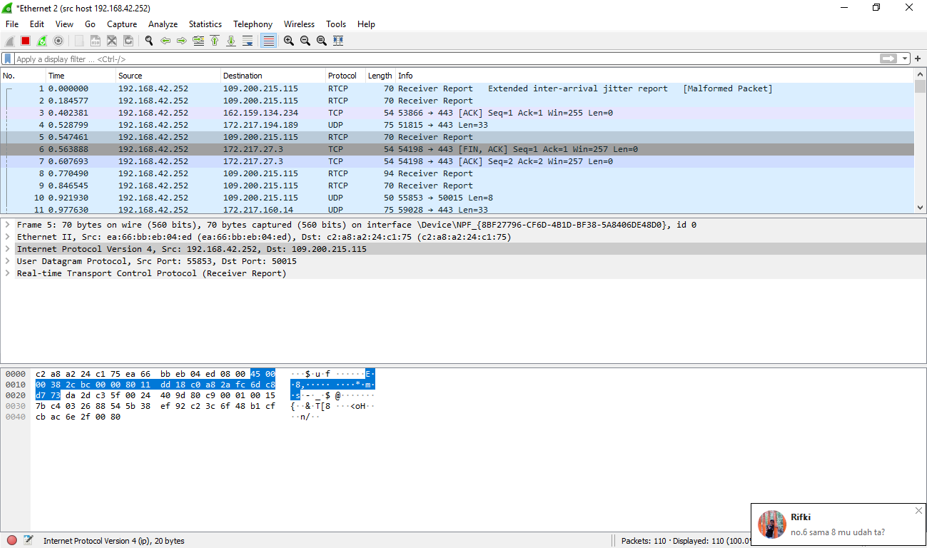 *Ethernet 2 (src host 192.168.42.252)
File Edit View Go Capture Analyze Statistics Telephony Wireless Tools Help
Apply a display filter ... <Ctrl-/>
No. Time Source Destination Protocol Length Info
1 0.000000 192.168.42.252 109.200.215.115 RTCP 70 Receiver Report Extended inter-arrival jitter report [Malformed Packet]
2 0.184577 192.168.42.252 109.200.215.115 RTCP 70 Receiver Report
3 0.402381 192.168.42.252 162.159.134.234 TCP 54 53866 → 443 [ACK] Seq=1 Ack=1 Win=255 Len=0
4 0.528799 192.168.42.252 172.217.194.189 UDP 75 51815 → 443 Len=33
5 0.547461 192.168.42.252 109.200.215.115 RTCP 70 Receiver Report
6 0.563888 192.168.42.252 172.217.27.3 TCP 54 54198 → 443 [FIN, ACK] Seq=1 Ack=1 Win=257 Len=0
7 0.607693 192.168.42.252 172.217.27.3 TCP 54 54198 → 443 [ACK] Seq=2 Ack=2 Win=257 Len=0
8 0.770490 192.168.42.252 109.200.215.115 RTCP 94 Receiver Report
9 0.846545 192.168.42.252 109.200.215.115 RTCP 70 Receiver Report
10 0.921930 192.168.42.252 109.200.215.115 UDP 50 55853 → 50015 Len=8
11 0.977630 192.168.42.252 172.217.160.14 UDP 75 59028 → 443 Len=33
Frame 5: 70 bytes on wire (560 bits), 70 bytes captured (560 bits) on interface \Device\NPF_{8BF27796-CF6D-4B1D-BF38-5A8406DE48D0}, id 0
Ethernet II, Src: ea:66:bb:eb:04:ed (ea:66:bb:eb:04:ed), Dst: c2:a8:a2:24:c1:75 (c2:a8:a2:24:c1:75)
Internet Protocol Version 4, Src: 192.168.42.252, Dst: 109.200.215.115
User Datagram Protocol, Src Port: 55853, Dst Port: 50015
Real-time Transport Control Protocol (Receiver Report)
0000 c2 a8 a2 24 c1 75 ea 66 bb eb 04 ed 08 00 45 00 ···$·u·f ······E·
0010 00 38 2c bc 00 00 80 11 dd 18 c0 a8 2a fc 6d c8 ·8,····· ····*·m·
0020 d7 73 da 2d c3 5f 00 24 40 9d 80 c9 00 01 00 15 ·s·-·_·$ @·······
0030 7b c4 03 26 88 54 5b 38 ef 92 c2 3c 6f 48 b1 cf {··&·T[8 ···<oH··
0040 cb ac 6e 2f 00 80 ··n/··
Rifki
no.6 sama 8 mu udah ta?
Internet Protocol Version 4 (ip), 20 bytes
Packets: 110 · Displayed: 110 (100.0%